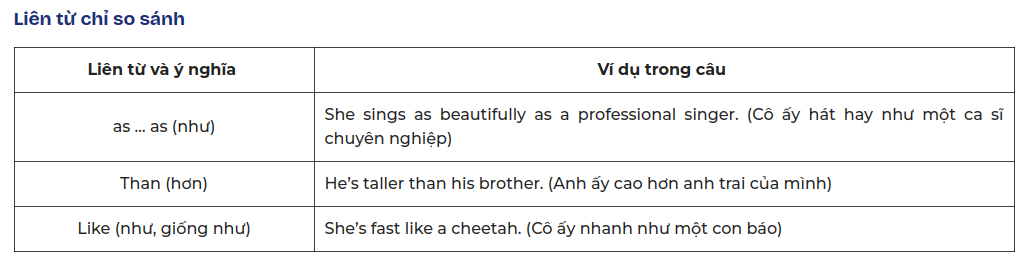 Liên từ chỉ so sánh
Liên từ và ý nghĩa
Ví dụ trong câu
as ... as (như)
She sings as beautifully as a professional singer. (Cô ấy hát hay như một ca sĩ
chuyên nghiệp)
Than (hơn)
He's taller than his brother. (Anh ấy cao hơn anh trai của mình)
Like (như, giống như)
She's fast like a cheetah. (Cô ấy nhanh như một con báo)